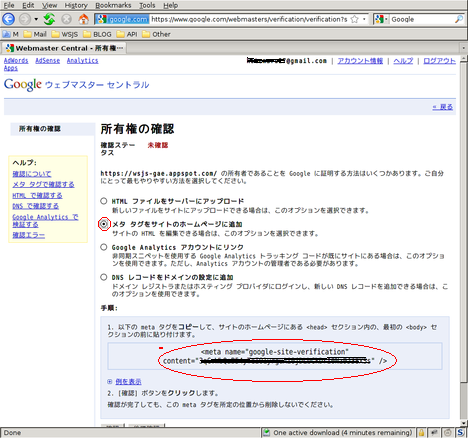 File Edit View History Bookmarks Tools Help
google.com https://www.google.com/webmasters/verification/verification?s
Google
M Mail WSJS BLOG API Other
Webmaster Central - 所有権…
AdWords AdSense Analytics
Apps
@gmail.com | アカウント情報 | ヘルプ | ログアウト
Google ウェブマスター セントラル
« 戻る
所有権の確認
所有権の確認
確認ステー 未確認
タス
https://wsjs-gae.appspot.com/ の所有者であることを Google に証明する方法はいくつかあります。ご自分
にとって最もやりやすい方法を選択してください。
ヘルプ:
確認について
メタ タグで確認する
HTML で確認する
DNS で確認する
Google Analytics で
検証する
確認エラー
HTML ファイルをサーバーにアップロード
新しいファイルをサイトにアップロードできる場合は、このオプションを選択できます。
メタ タグをサイトのホームページに追加
サイトの HTML を編集できる場合は、このオプションを選択できます。
Google Analytics アカウントにリンク
非同期スニペットを使用する Google Analytics トラッキング コードが既にサイトにある場合は、このオプショ
ンを使用できます。ただし、Analytics アカウントの管理者である必要があります。
DNS レコードをドメインの設定に追加
ドメイン レジストラまたはホスティング プロバイダにログインし、新しい DNS レコードを追加できる場合は、こ
のオプションを使用できます。
手順:
1. 以下の meta タグをコピーして、サイトのホームページにある <head> セクション内の、最初の <body> セ
クションの前に貼り付けます。
<meta name="google-site-verification"
content=" " />
例を表示
2. [確認] ボタンをクリックします。
確認が完了しても、この meta タグを所定の位置から削除しないでください。
Done
One active download (4 minutes remaining)